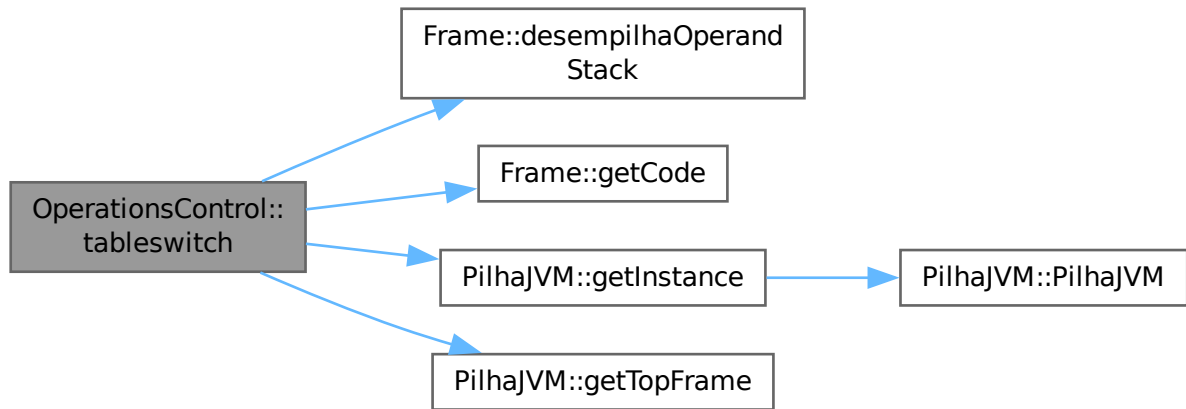 Frame::desempilhaOperand
Stack
OperationsControl::
tableswitch
Frame::getCode
PilhaJVM::getInstance
PilhaJVM::PilhaJVM
PilhaJVM::getTopFrame